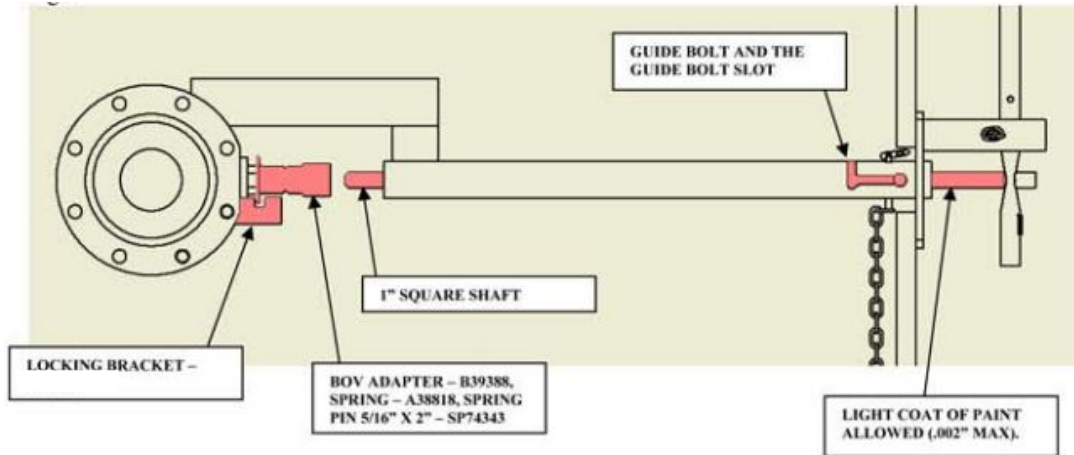 GUIDE BOLT AND THE
GUIDE BOLT SLOT
1” SQUARE SHAFT
LOCKING BRACKET –
BOV ADAPTER – B39388,
SPRING – A38818, SPRING
PIN 5/16” X 2” – SP74343
LIGHT COAT OF PAINT
ALLOWED (.002” MAX).